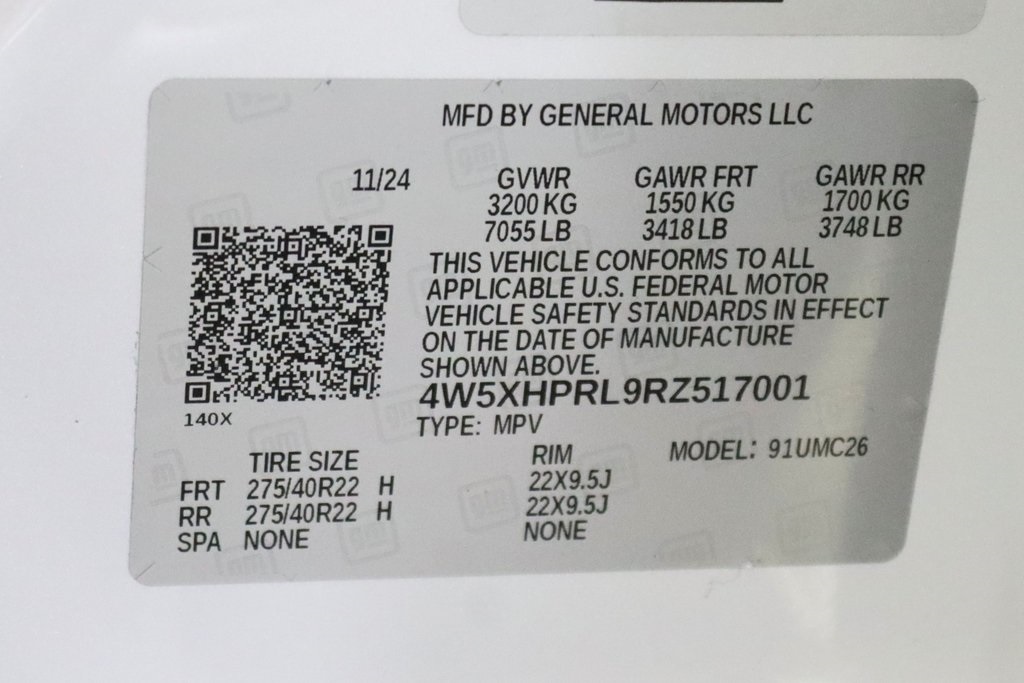 MFD BY GENERAL MOTORS LLC
11/24 GVWR GAWR FRT GAWR RR
3200 KG 1550 KG 1700 KG
7055 LB 3418 LB 3748 LB
THIS VEHICLE CONFORMS TO ALL
APPLICABLE U.S. FEDERAL MOTOR
VEHICLE SAFETY STANDARDS IN EFFECT
ON THE DATE OF MANUFACTURE
SHOWN ABOVE.
4W5XHPRL9RZ517001
140X
TYPE: MPV
TIRE SIZE RIM MODEL: 91UMC26
FRT 275/40R22 H 22X9.5J
RR 275/40R22 H 22X9.5J
SPA NONE NONE